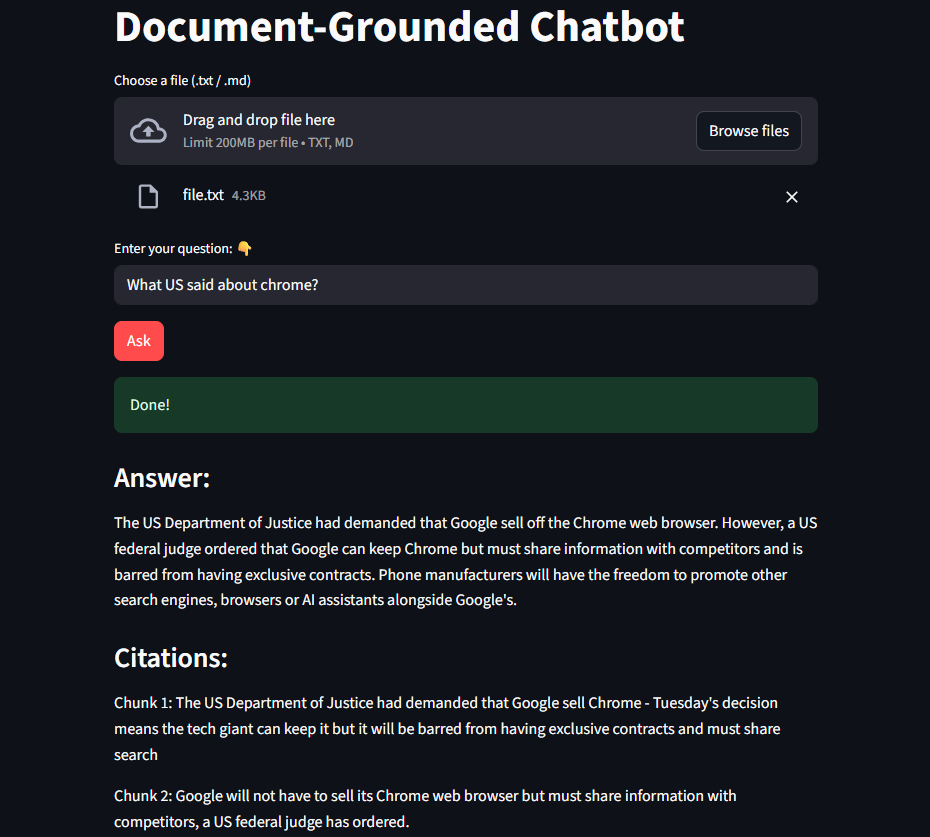 Document-Grounded Chatbot
Choose a file (.txt / .md)
Drag and drop file here
Limit 200MB per file • TXT, MD
Browse files
file.txt 4.3KB
Enter your question: 👇
What US said about chrome?
Ask
Done!
Answer:
The US Department of Justice had demanded that Google sell off the Chrome web browser. However, a US
federal judge ordered that Google can keep Chrome but must share information with competitors and is
barred from having exclusive contracts. Phone manufacturers will have the freedom to promote other
search engines, browsers or AI assistants alongside Google's.
Citations:
Chunk 1: The US Department of Justice had demanded that Google sell Chrome - Tuesday's decision
means the tech giant can keep it but it will be barred from having exclusive contracts and must share
search
Chunk 2: Google will not have to sell its Chrome web browser but must share information with
competitors, a US federal judge has ordered.